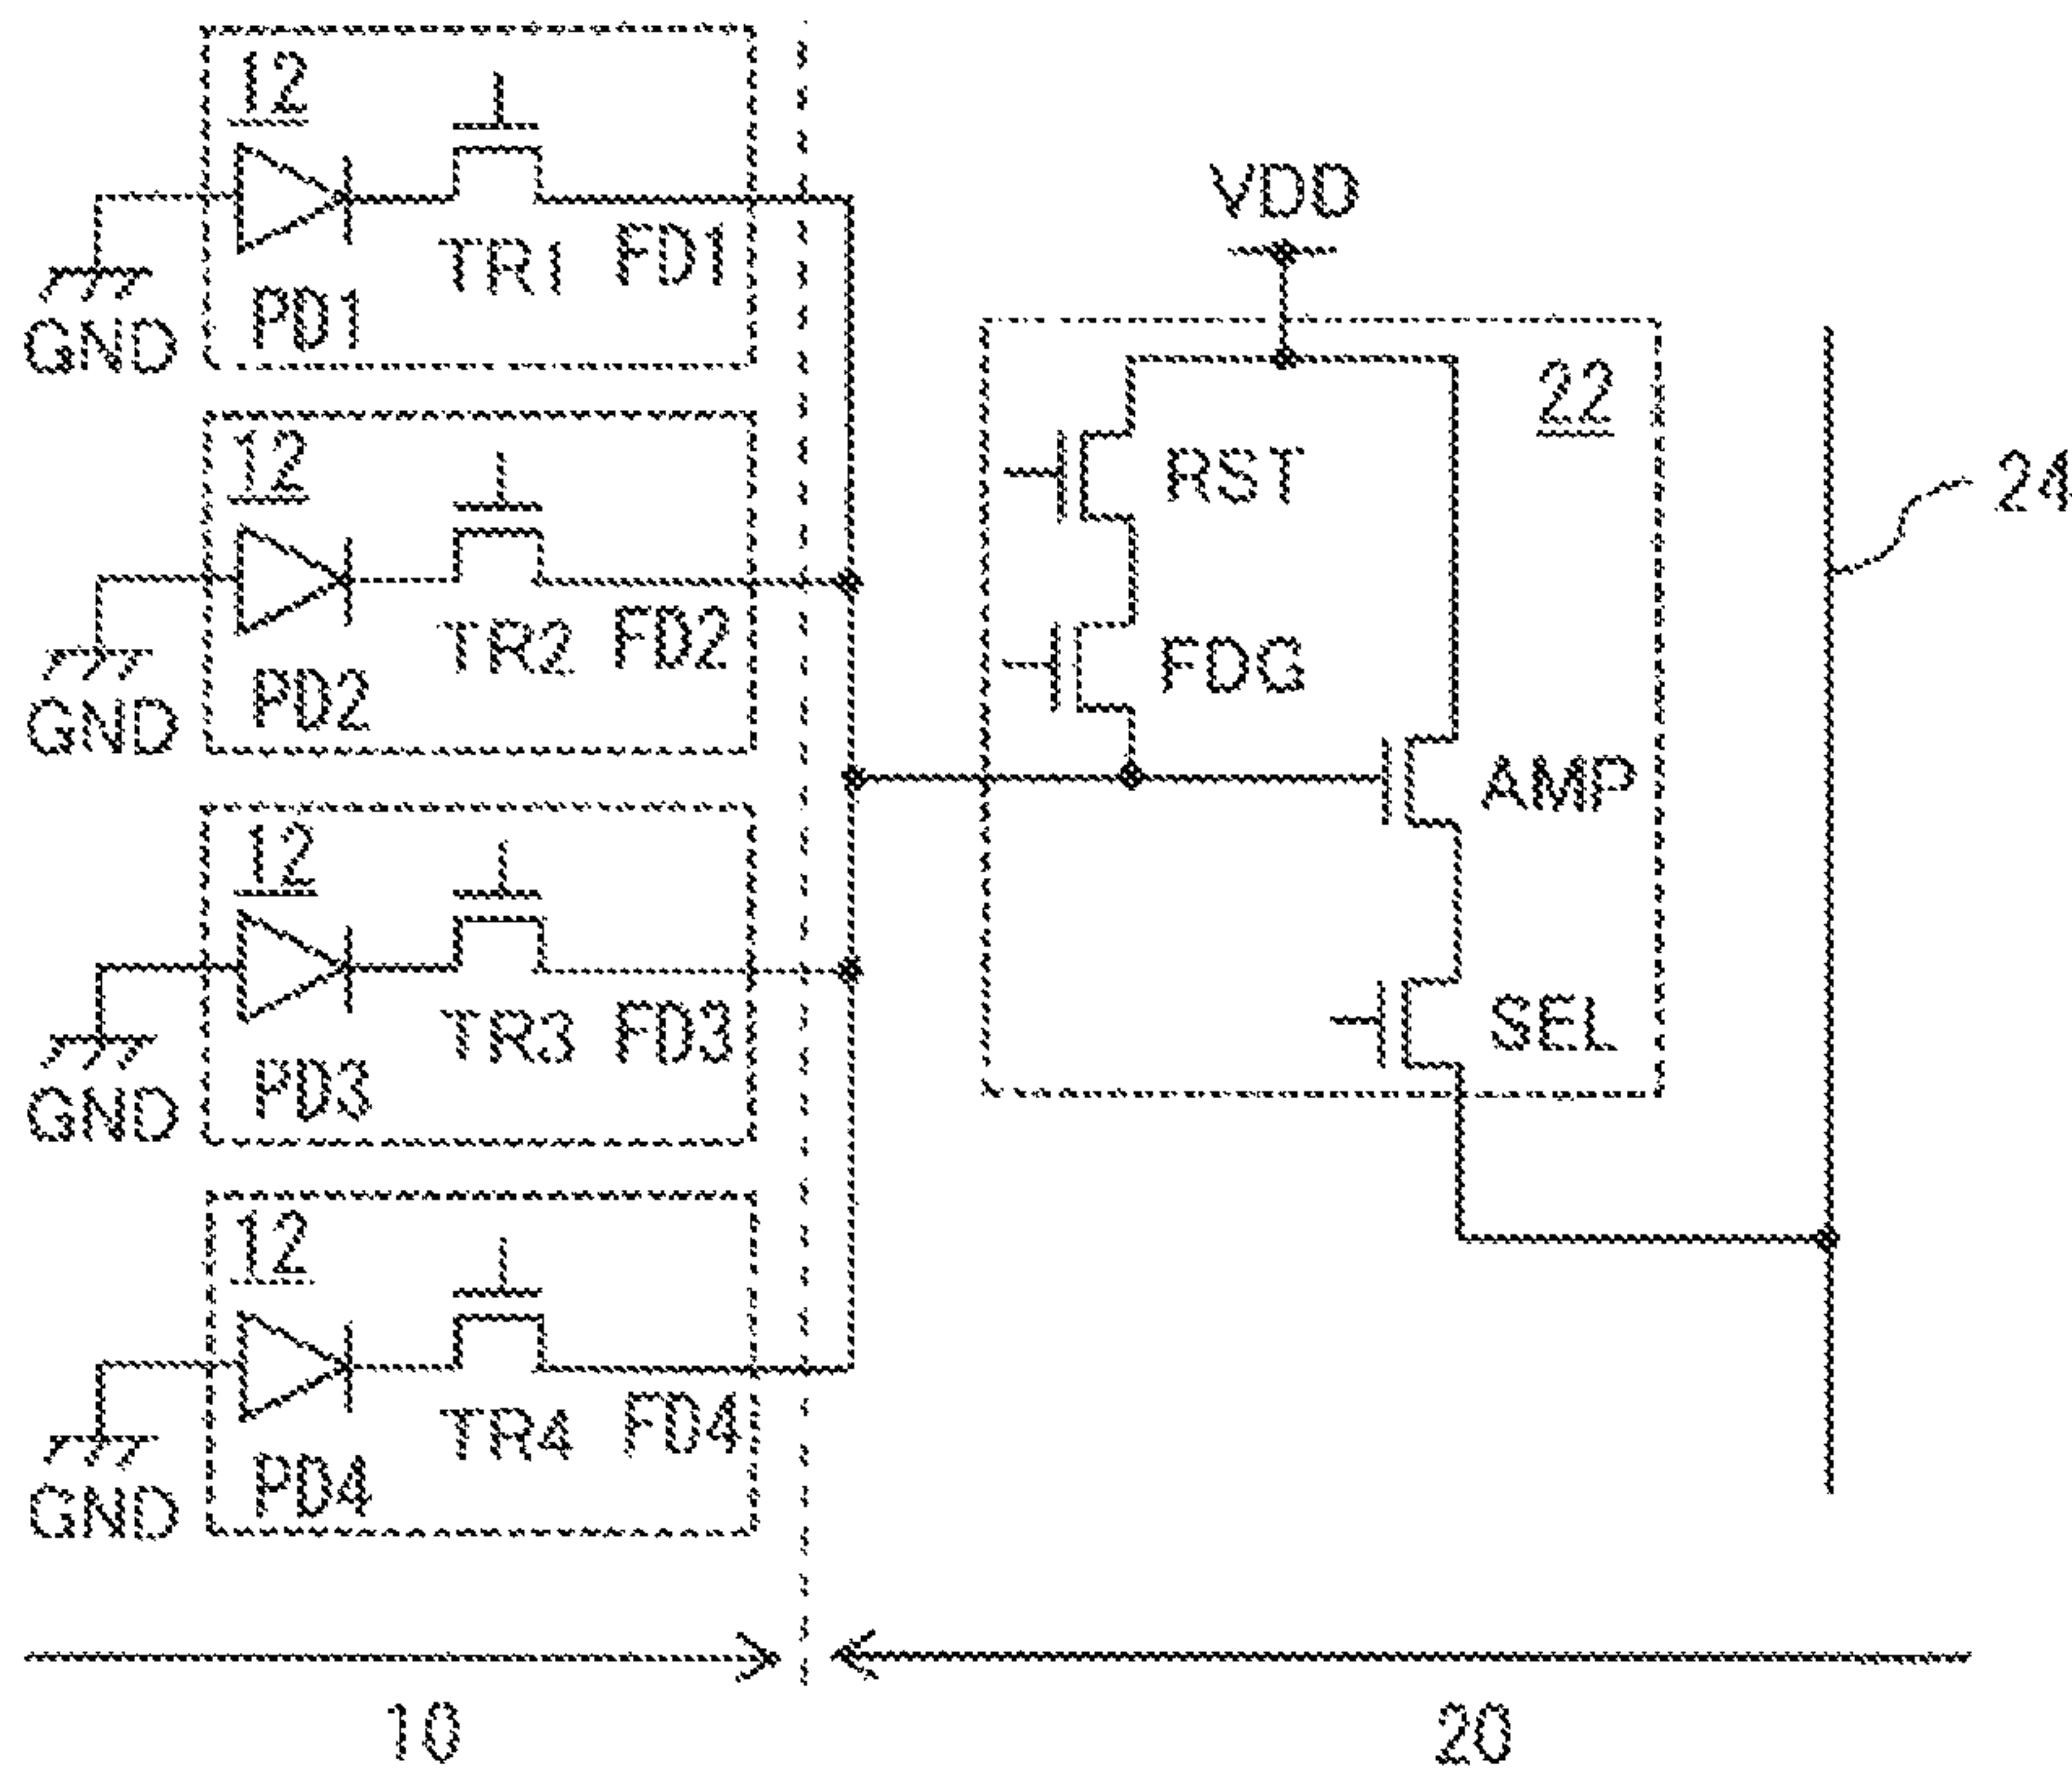 12
TR1 FD1
PD1
GND
12
TR2 FD2
PD2
GND
12
TR3 FD3
PD3
GND
12
TR4 FD4
PD4
GND
VDD
22
RST
FDG
AMP
SEL
24
10
20